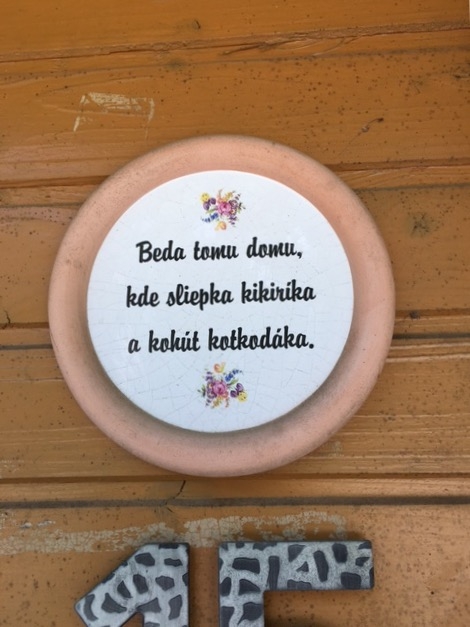 Beda tomu domu,
kde sliepka kikiríka
a kohút kotkodáka.